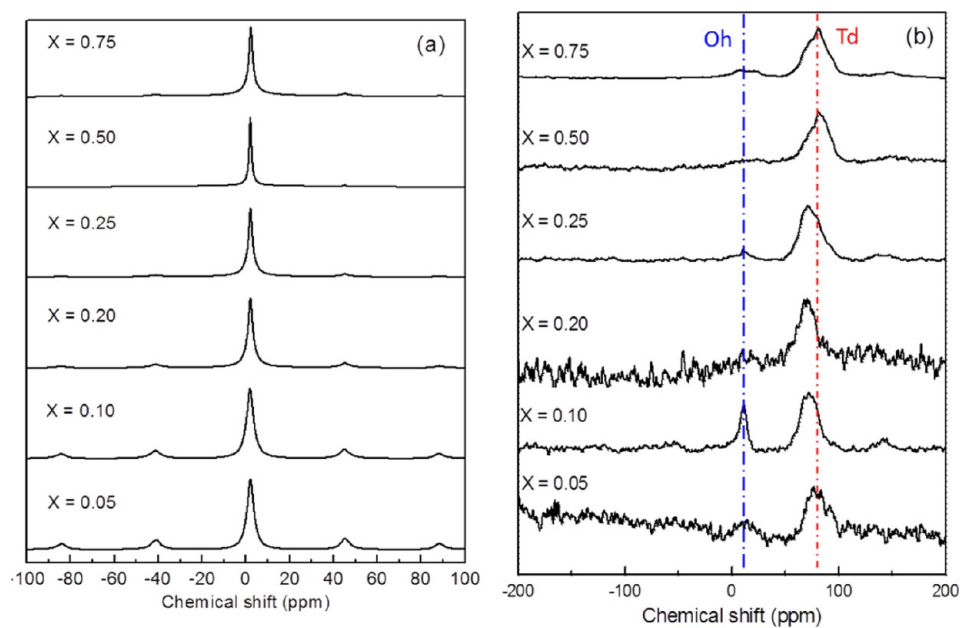 (a)
X = 0.75
X = 0.50
X = 0.25
X = 0.20
X = 0.10
X = 0.05
-100 -80 -60 -40 -20 0 20 40 60 80 100
Chemical shift (ppm)
Oh Td (b)
X = 0.75
X = 0.50
X = 0.25
X = 0.20
X = 0.10
X = 0.05
-200 -100 0 100 200
Chemical shift (ppm)